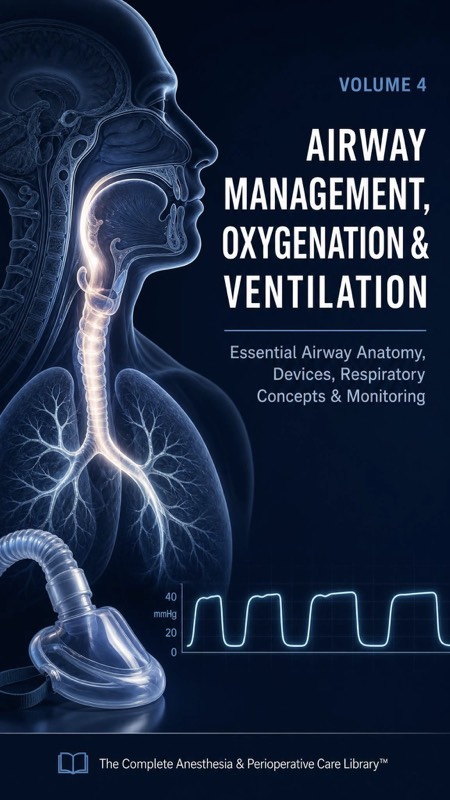 VOLUME 4
AIRWAY
MANAGEMENT,
OXYGENATION &
VENTILATION
Essential Airway Anatomy,
Devices, Respiratory
Concepts & Monitoring
40
mmHg
20
0
The Complete Anesthesia & Perioperative Care Library™